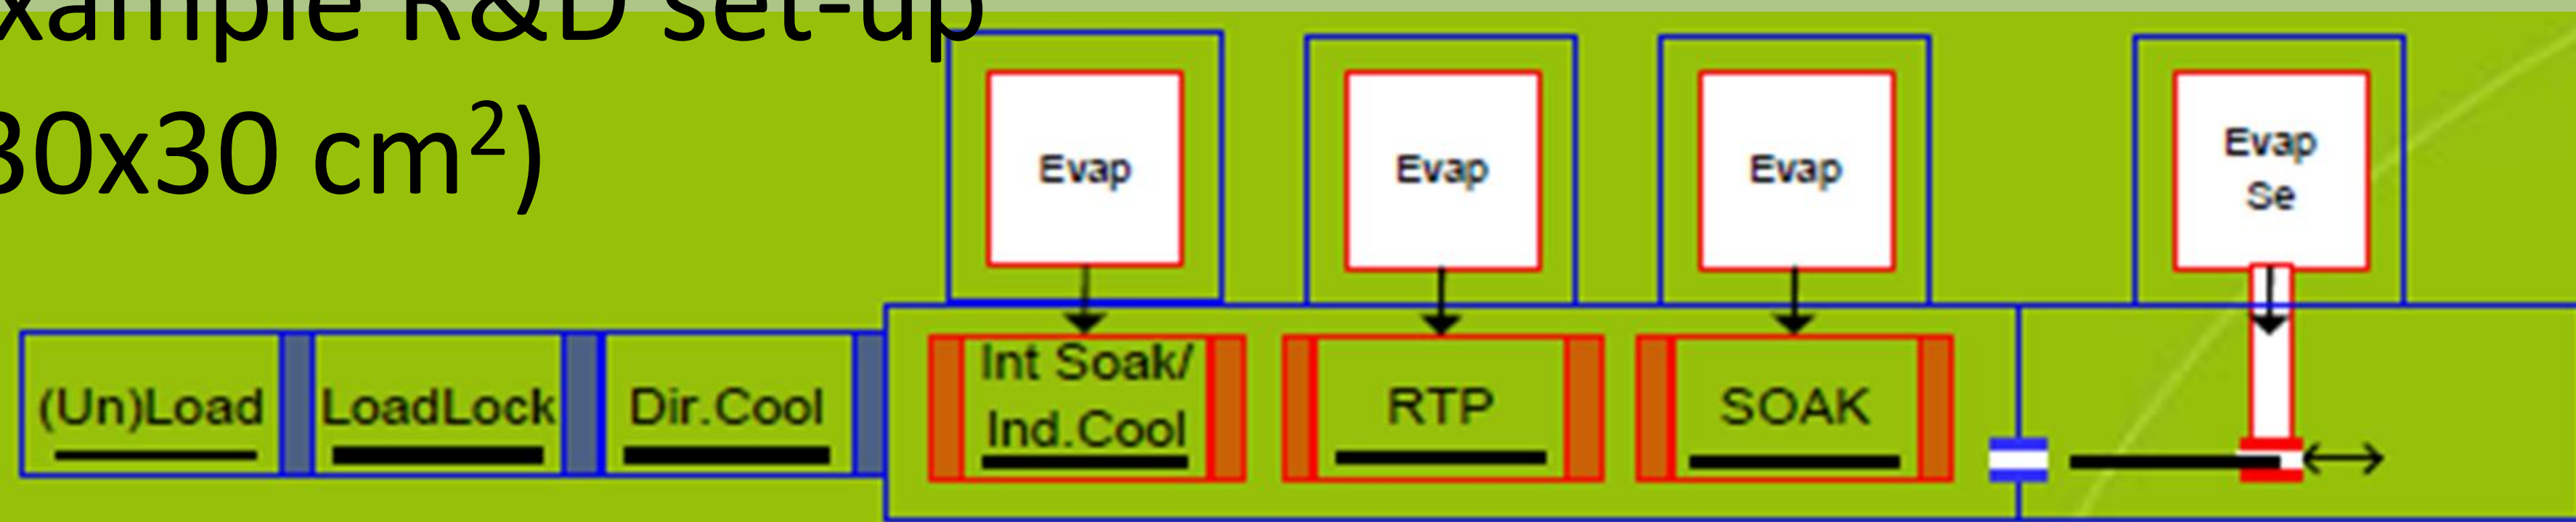 xample R&D set-up
30x30 cm²)
Evap
Evap
Evap
Evap
Se
(Un)Load
LoadLock
Dir.Cool
Int Soak/
Ind.Cool
RTP
SOAK